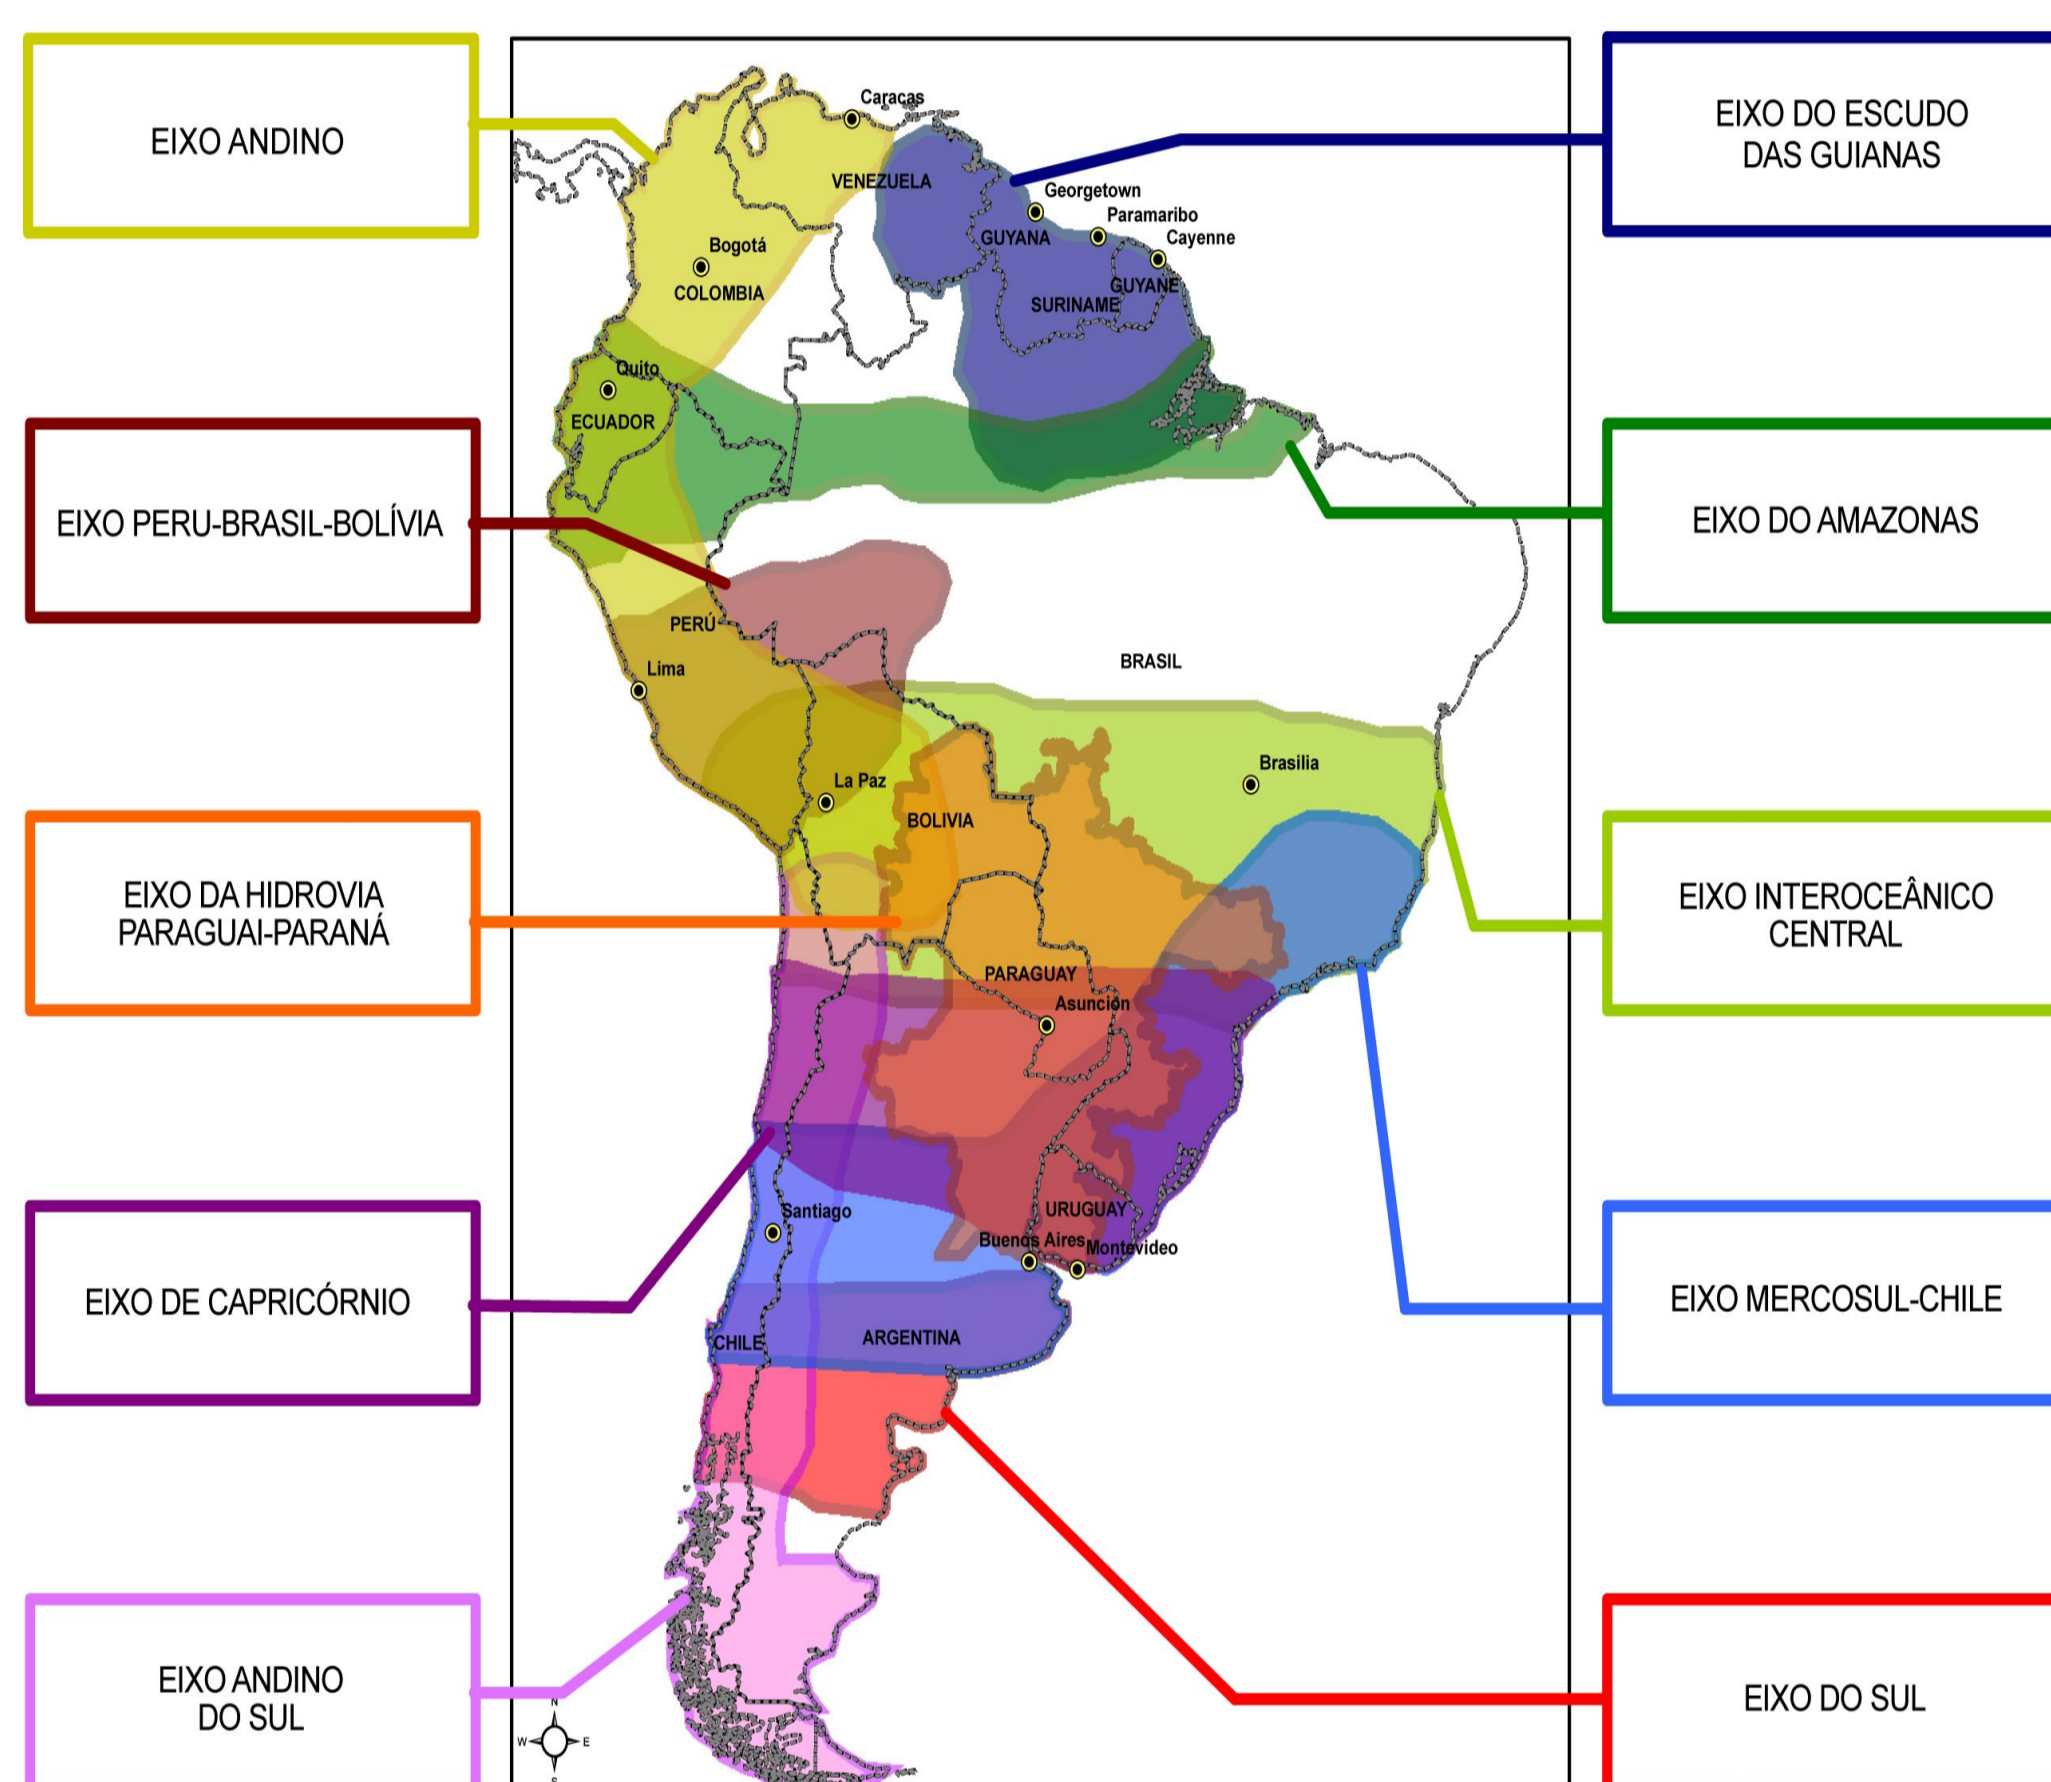 EIXO ANDINO
EIXO PERU-BRASIL-BOLÍVIA
EIXO DA HIDROVIA
PARAGUAI-PARANÁ
EIXO DE CAPRICÓRNIO
EIXO ANDINO
DO SUL
Caracas
VENEZUELA
Georgetown
Paramaribo
GUYANA
Cayenne
Bogotá
GUYANE
COLOMBIA
SURINAME
Quito
ECUADOR
PERÚ
BRASIL
Lima
Brasilia
La Paz
BOLIVIA
PARAGUAY
Asunción
Santiago
URUGUAY
Buenos Aires
Montevideo
CHILE
ARGENTINA
N
W
E
S
EIXO DO ESCUDO
DAS GUIANAS
EIXO DO AMAZONAS
EIXO INTEROCEÂNICO
CENTRAL
EIXO MERCOSUL-CHILE
EIXO DO SUL